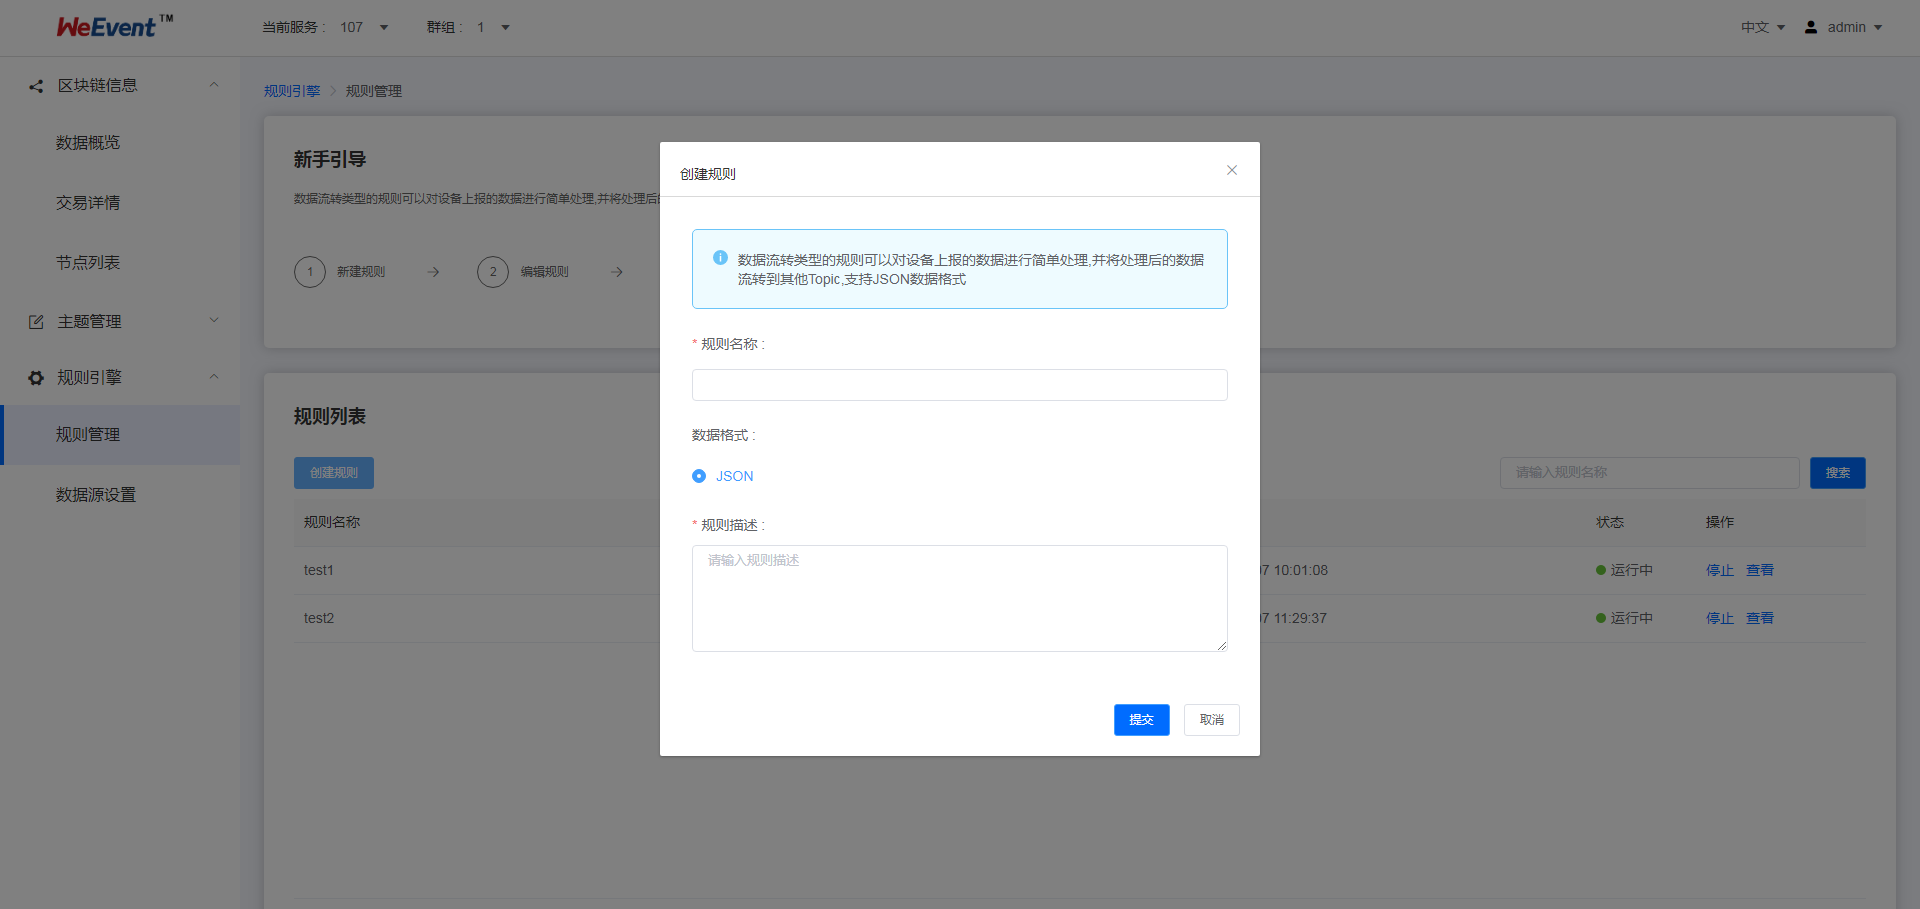 WeEvent™
当前服务 : 107
群组 : 1
中文
admin
区块链信息
数据概览
交易详情
节点列表
主题管理
规则引擎
规则管理
数据源设置
规则引擎 > 规则管理
新手引导
数据流转类型的规则可以对设备上报的数据进行简单处理,并将处理后的
1 新建规则 → 2 编辑规则 →
规则列表
创建规则
请输入规则名称
搜索
规则名称
状态
操作
test1
07 10:01:08
运行中
停止 查看
test2
07 11:29:37
运行中
停止 查看
创建规则
数据流转类型的规则可以对设备上报的数据进行简单处理,并将处理后的数据
流转到其他Topic,支持JSON数据格式
* 规则名称 :
数据格式 :
JSON
* 规则描述 :
请输入规则描述
提交
取消